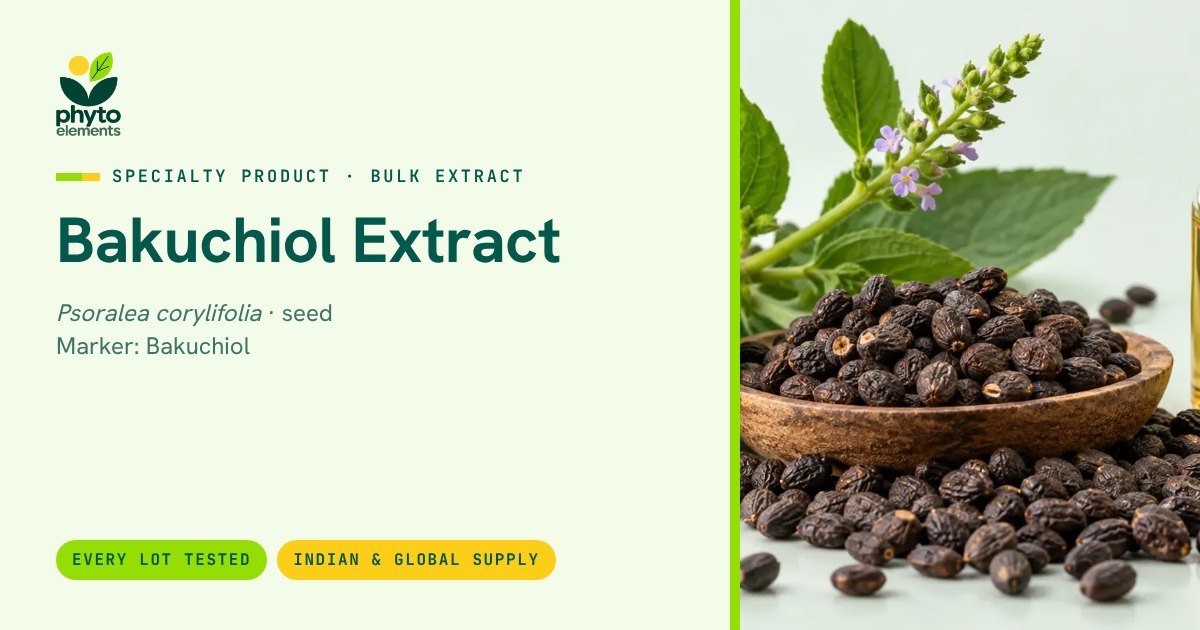 phyto
elements
SPECIALTY PRODUCT · BULK EXTRACT
Bakuchiol Extract
Psoralea corylifolia · seed
Marker: Bakuchiol
EVERY LOT TESTED
INDIAN & GLOBAL SUPPLY